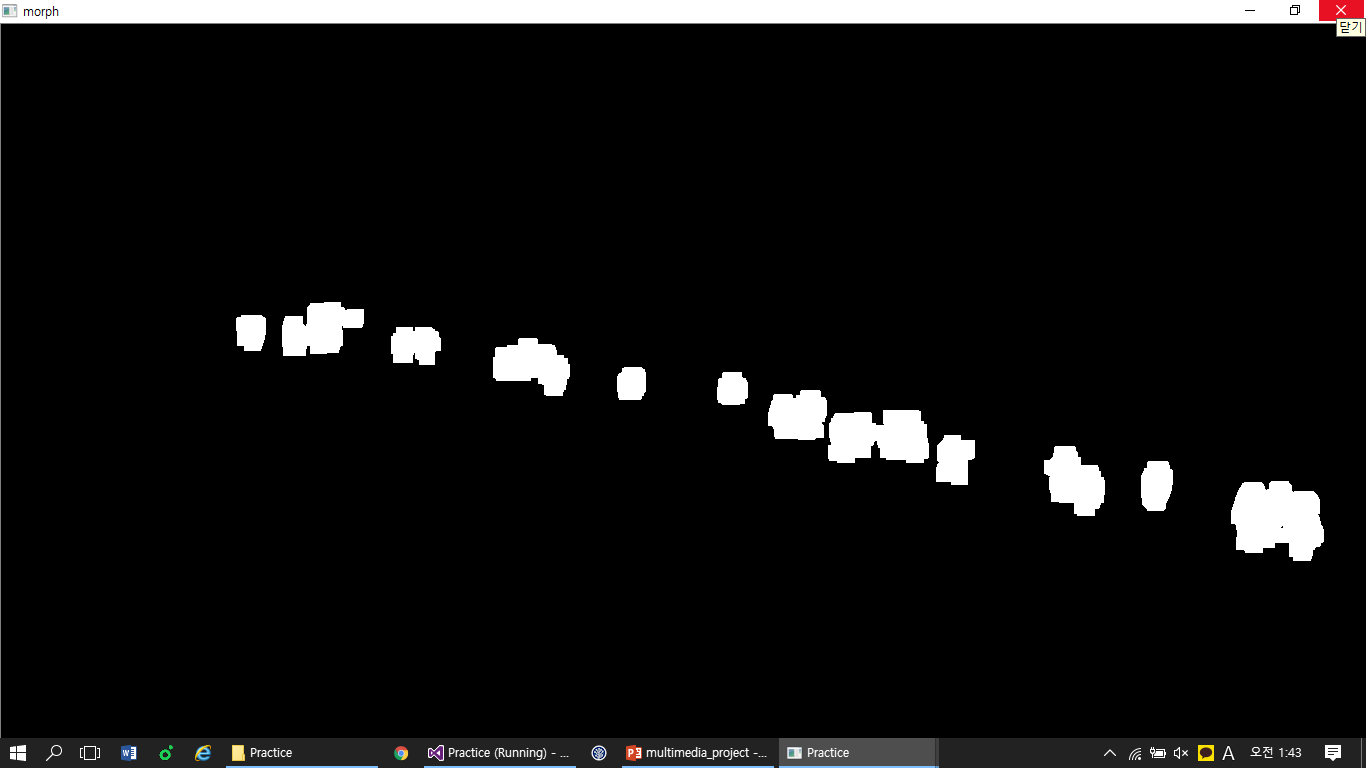 morph
닫기
Practice
Practice (Running) - ...
multimedia_project -...
Practice
A
오전 1:43